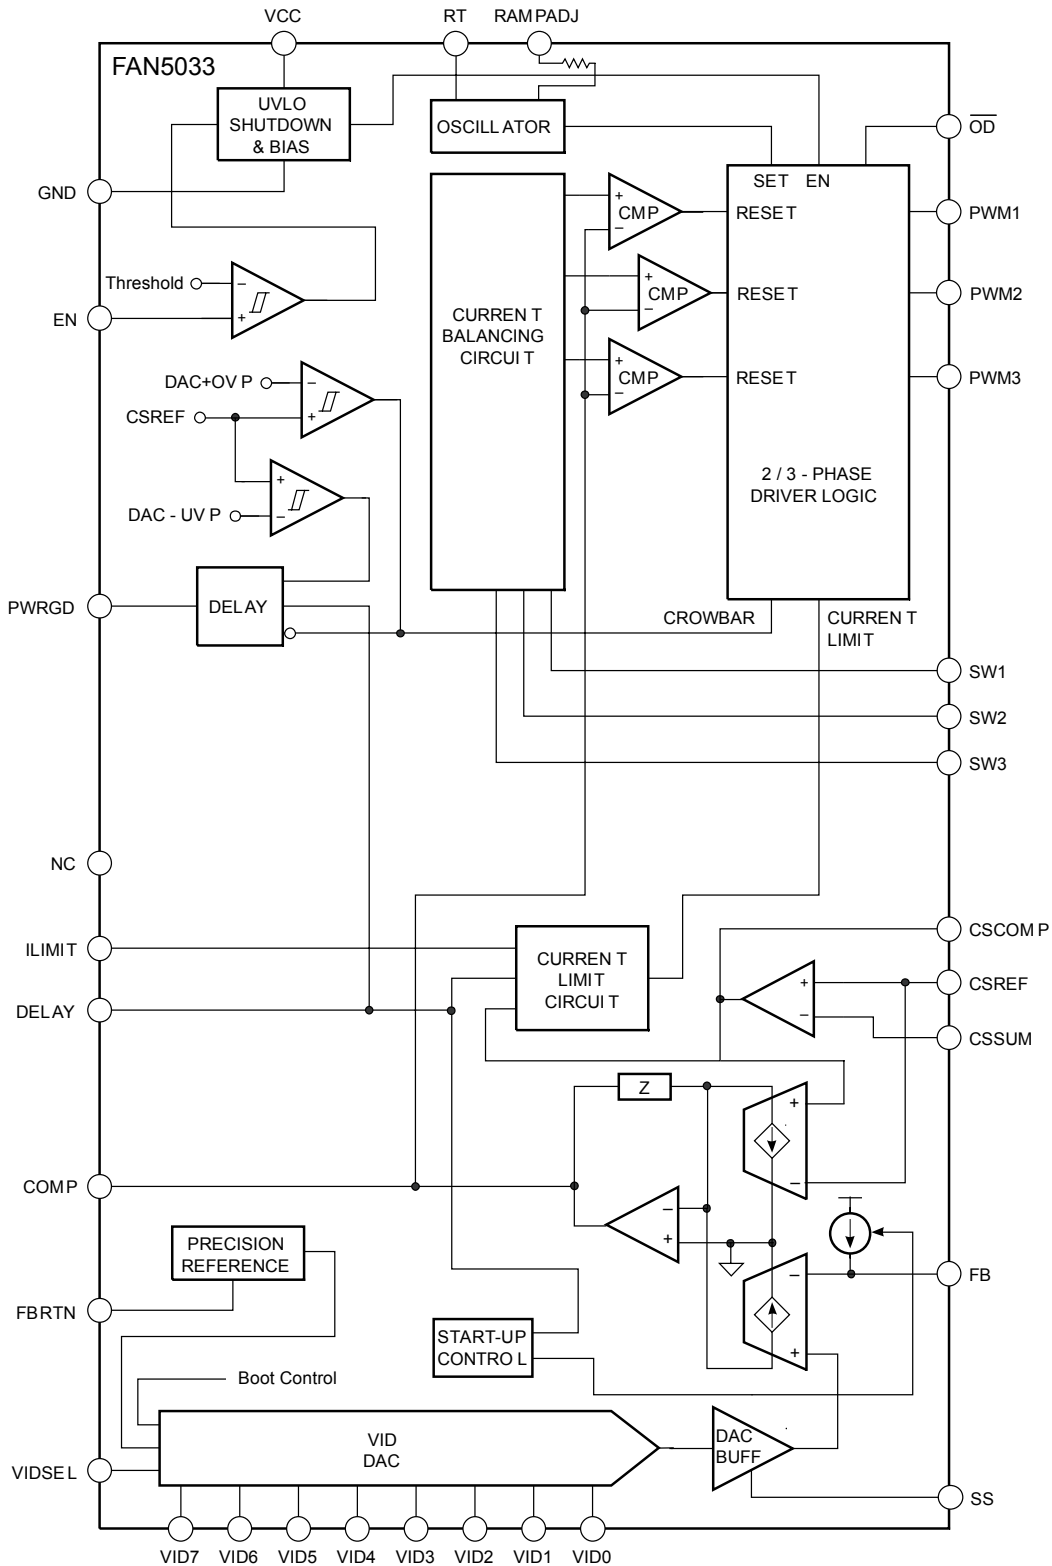 VCC
RT
RAMPADJ
FAN5033
UVLO
SHUTDOWN
& BIAS
OSCILLATOR
OD
SET EN
GND
+
CMP
−
RESET
PWM1
Threshold
−
+
EN
+
CMP
−
RESET
PWM2
CURRENT
BALANCING
CIRCUIT
+
CMP
−
RESET
PWM3
DAC+OVP
−
CSREF
+
2 / 3 - PHASE
DRIVER LOGIC
+
DAC - UVP
−
PWRGD
DELAY
CROWBAR
CURRENT
LIMIT
SW1
SW2
SW3
NC
ILIMIT
CURRENT
LIMIT
CIRCUIT
CSCOMP
+
CSREF
DELAY
−
CSSUM
Z
+
COMP
−
−
+
PRECISION
REFERENCE
−
FB
FBRTN
START-UP
CONTROL
+
Boot Control
VID
DAC
DAC
BUFF
VIDSEL
SS
VID7
VID6
VID5
VID4
VID3
VID2
VID1
VID0